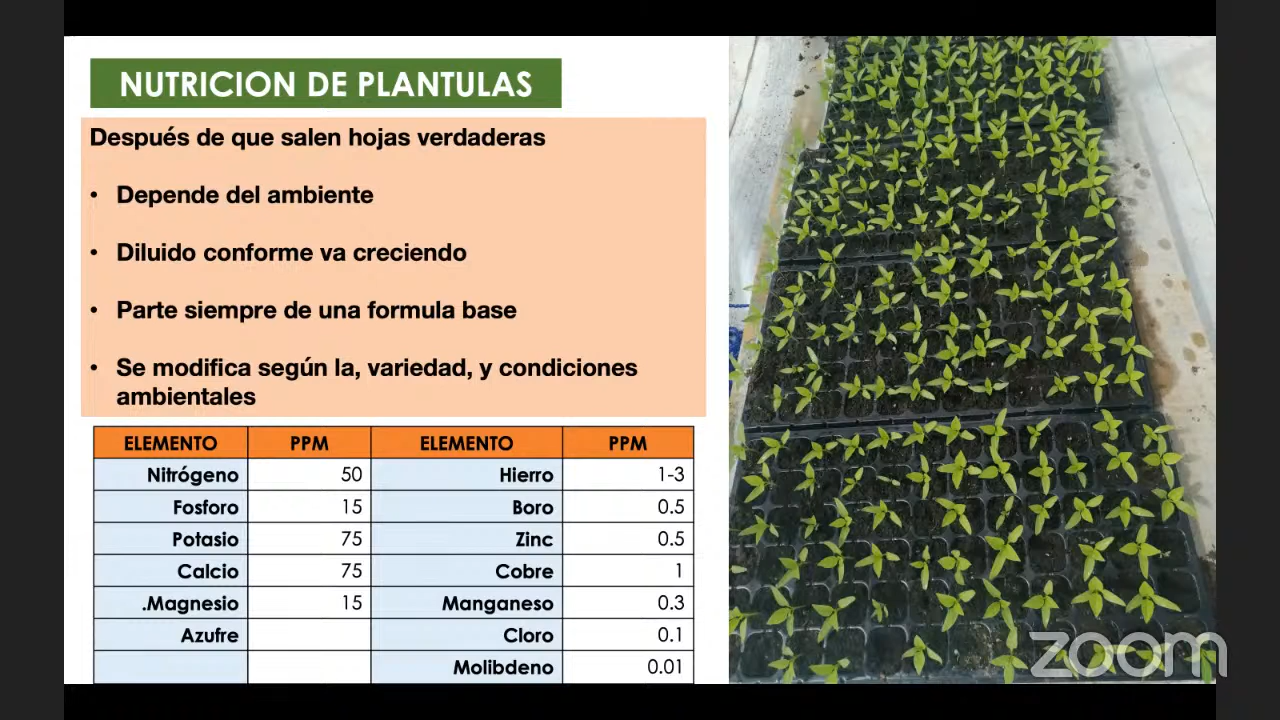 NUTRICION DE PLANTULAS
Después de que salen hojas verdaderas
• Depende del ambiente
• Diluido conforme va creciendo
• Parte siempre de una formula base
• Se modifica según la, variedad, y condiciones
ambientales
ELEMENTO PPM ELEMENTO PPM
Nitrógeno 50 Hierro 1-3
Fosforo 15 Boro 0.5
Potasio 75 Zinc 0.5
Calcio 75 Cobre 1
.Magnesio 15 Manganeso 0.3
Azufre Cloro 0.1
Molibdeno 0.01
zoom